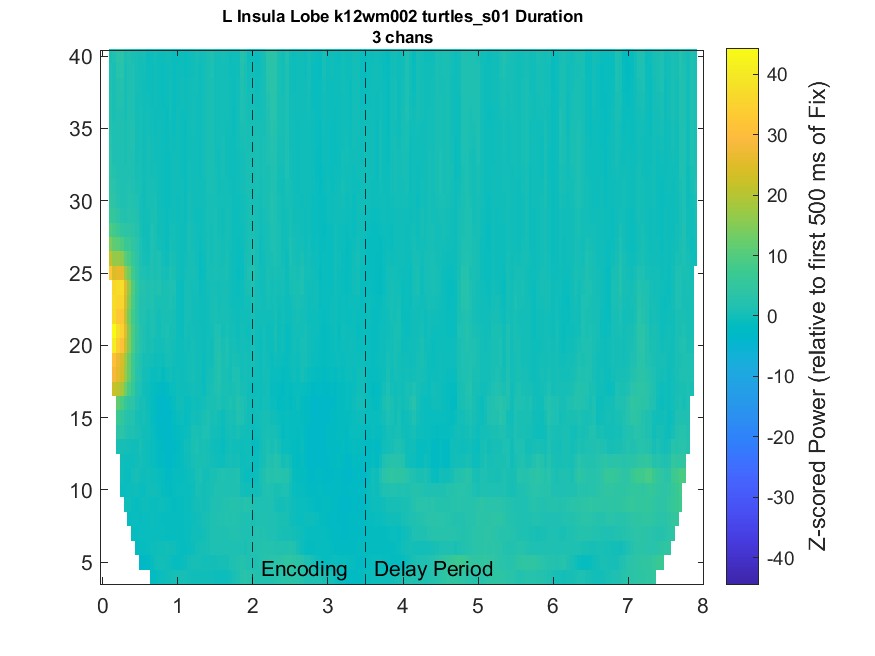 L Insula Lobe k12wm002 turtles_s01 Duration
3 chans
40
35
30
25
20
15
10
5
0 1 2 3 4 5 6 7 8
Encoding
Delay Period
40
30
20
10
0
-10
-20
-30
-40
Z-scored Power (relative to first 500 ms of Fix)